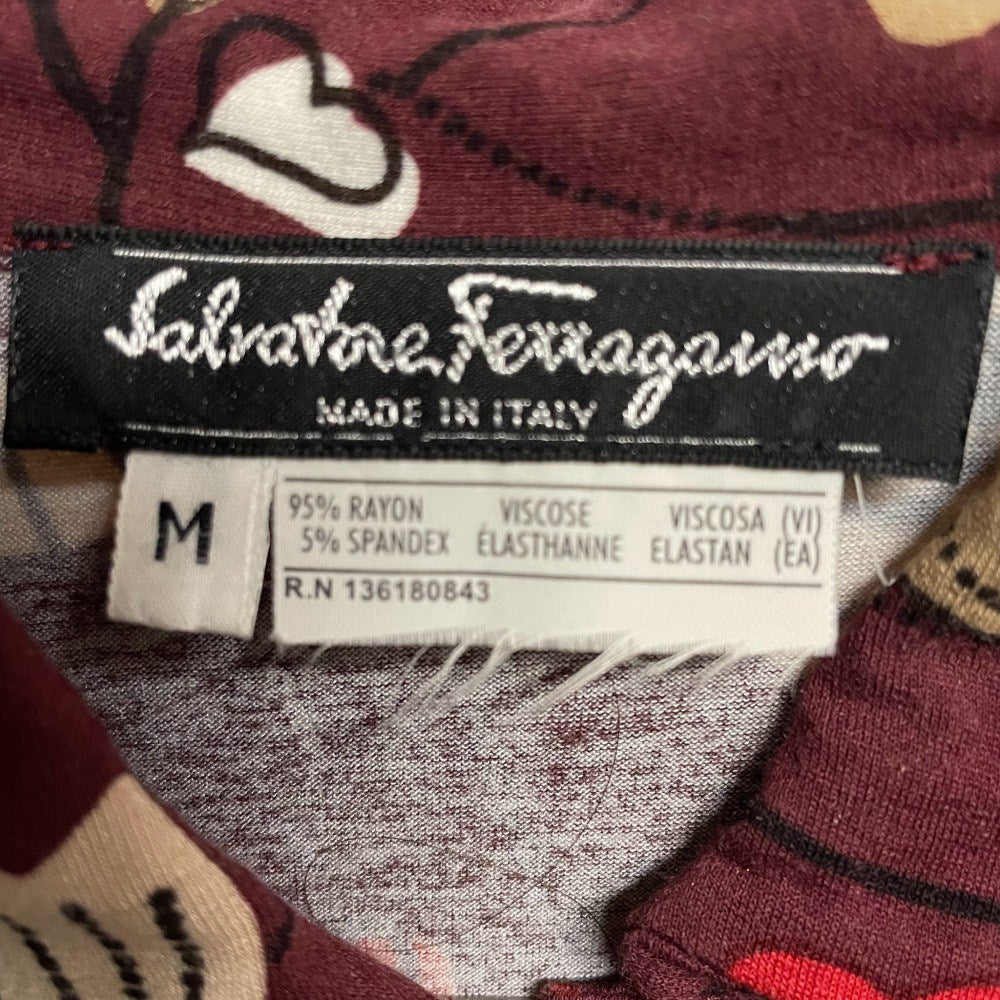 Salvatore Ferragamo
MADE IN ITALY
M
95% RAYON VISCOSE VISCOSA (VI)
5% SPANDEX ÉLASTHANNE ELASTAN (EA)
R.N 136180843